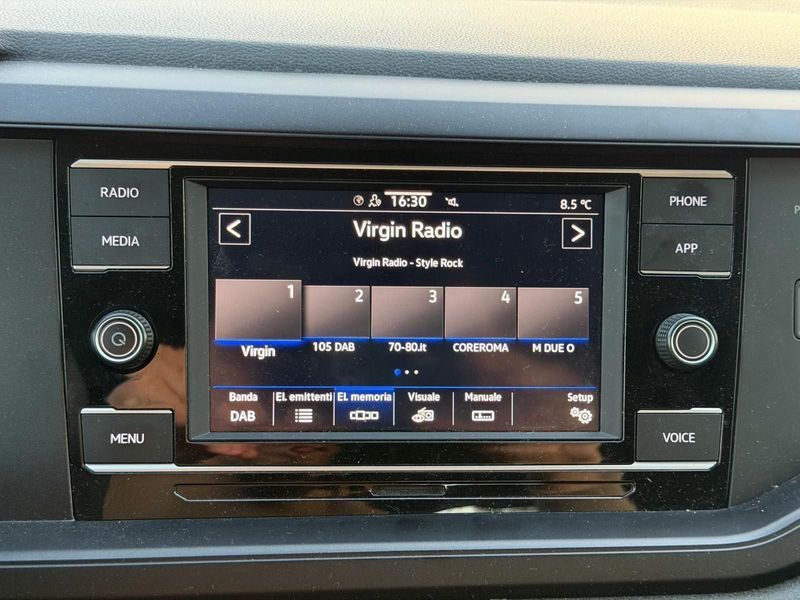 RADIO
MEDIA
MENU
16:30
8.5 °C
Virgin Radio
Virgin Radio - Style Rock
1 2 3 4 5
Virgin 105 DAB 70-80.it COREROMA M DUE O
Banda El. emittenti El. memoria Visuale Manuale Setup
DAB
PHONE
APP
VOICE
P